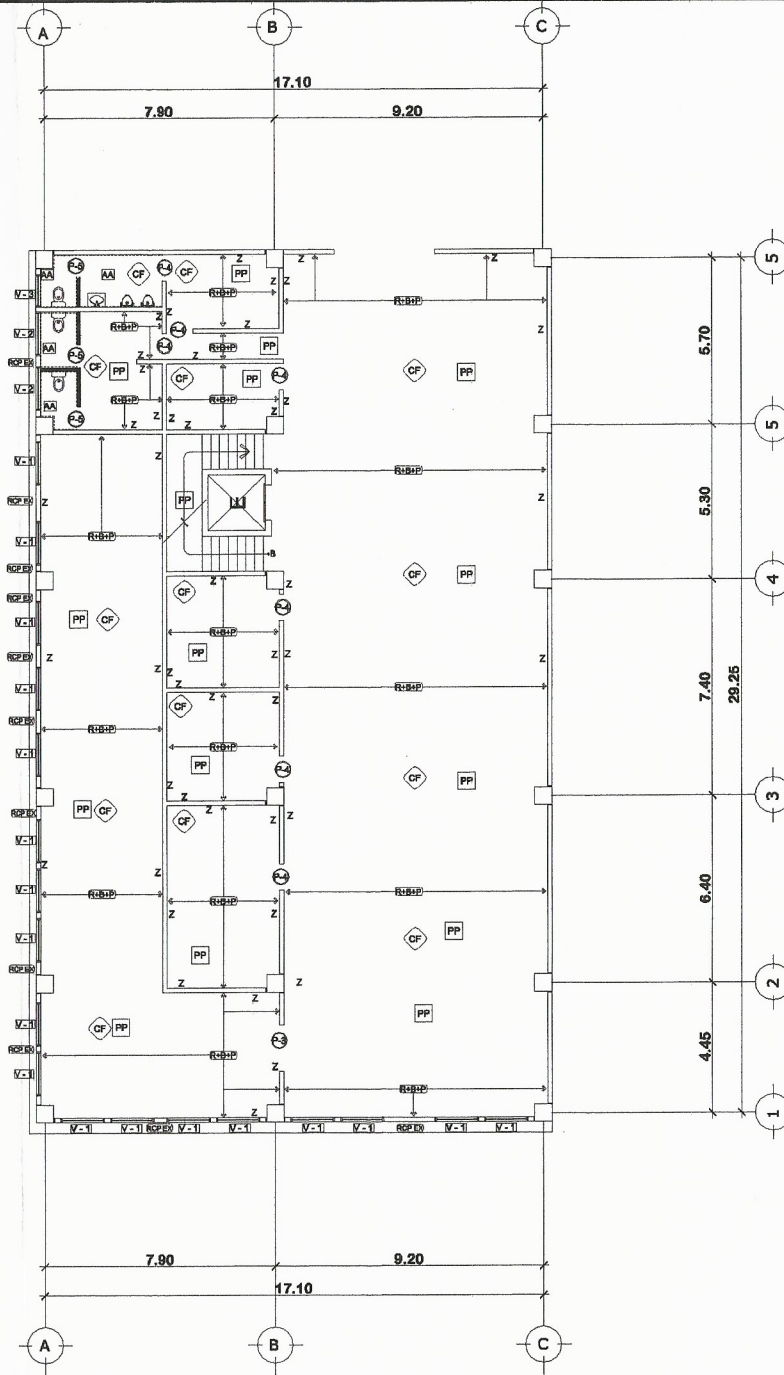 A B C
17.10
7.90 9.20
5
Z Z Z
AA P-5 AA CF P-4 CF PP
V-3 R+B+P R+B+P
Z
V-2 R+B+P Z P-4 Z
AA P-4 R+B+P PP
RCP EX P-5 Z Z
5.70
V-2 CF PP CF PP P-4 CF PP
AA R+B+P Z Z R+B+P Z
P-5 Z Z Z
5
V-1 Z
R+B+P
RCP EX Z PP Z
5.30
V-1 R+B+P
B
RCP EX
4
Z Z
RCP EX CF P-4 CF PP
V-1 PP CF R+B+P
RCP EX Z Z PP Z Z Z
V-1 Z Z R+B+P
7.40
29.25
RCP EX Z Z
CF
V-1 R+B+P R+B+P
PP P-4 CF PP
Z
3
RCP EX PP CF Z
CF Z Z
V-1
Z Z P-4
6.40
V-1 R+B+P R+B+P R+B+P
Z Z
V-1 PP CF PP
RCP EX Z Z
2
Z
V-1 CF PP PP
P-3
RCP EX R+B+P
V-1 Z
4.45
R+B+P
Z
1
V-1 V-1 RCP EX V-1 V-1 V-1 V-1 RCP EX V-1 V-1
7.90 9.20
17.10
A B C